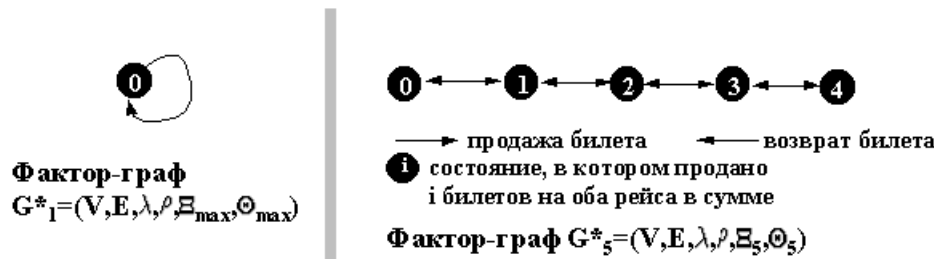 0
Фактор-граф
G*₁=(V,E,λ,ρ,Ξmax,Θmax)
0 1 2 3 4
продажа билета возврат билета
i состояние, в котором продано
i билетов на оба рейса в сумме
Фактор-граф G*₅=(V,E,λ,ρ,Ξ₅,Θ₅)